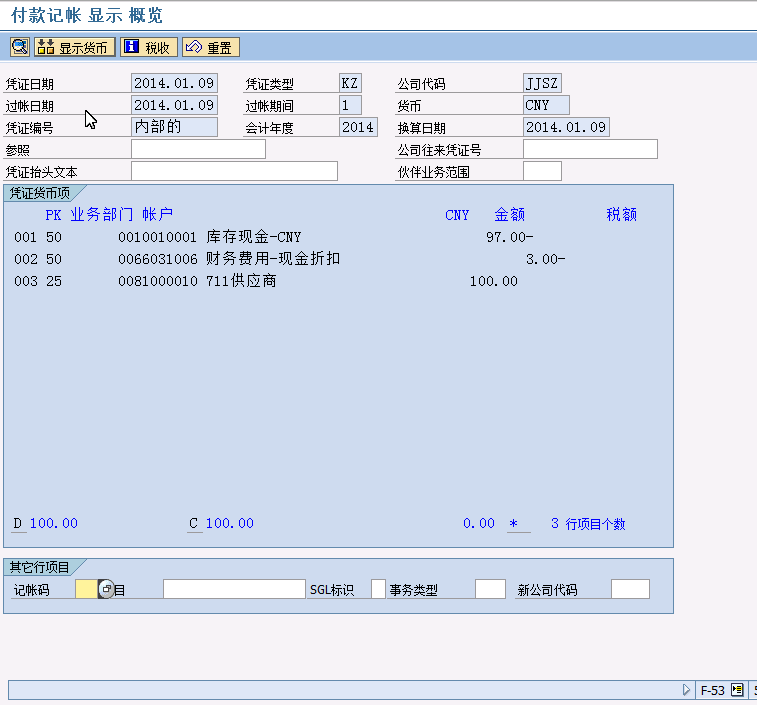 付款记帐 显示 概览
显示货币 税收 重置
凭证日期 2014.01.09 凭证类型 KZ 公司代码 JJSZ
过帐日期 2014.01.09 过帐期间 1 货币 CNY
凭证编号 内部的 会计年度 2014 换算日期 2014.01.09
参照 公司往来凭证号
凭证抬头文本 伙伴业务范围
凭证货币项
PK 业务部门 帐户 CNY 金额 税额
001 50 0010010001 库存现金-CNY 97.00-
002 50 0066031006 财务费用-现金折扣 3.00-
003 25 0081000010 711供应商 100.00
D 100.00 C 100.00 0.00 * 3 行项目个数
其它行项目
记帐码 目 SGL标识 事务类型 新公司代码
F-53